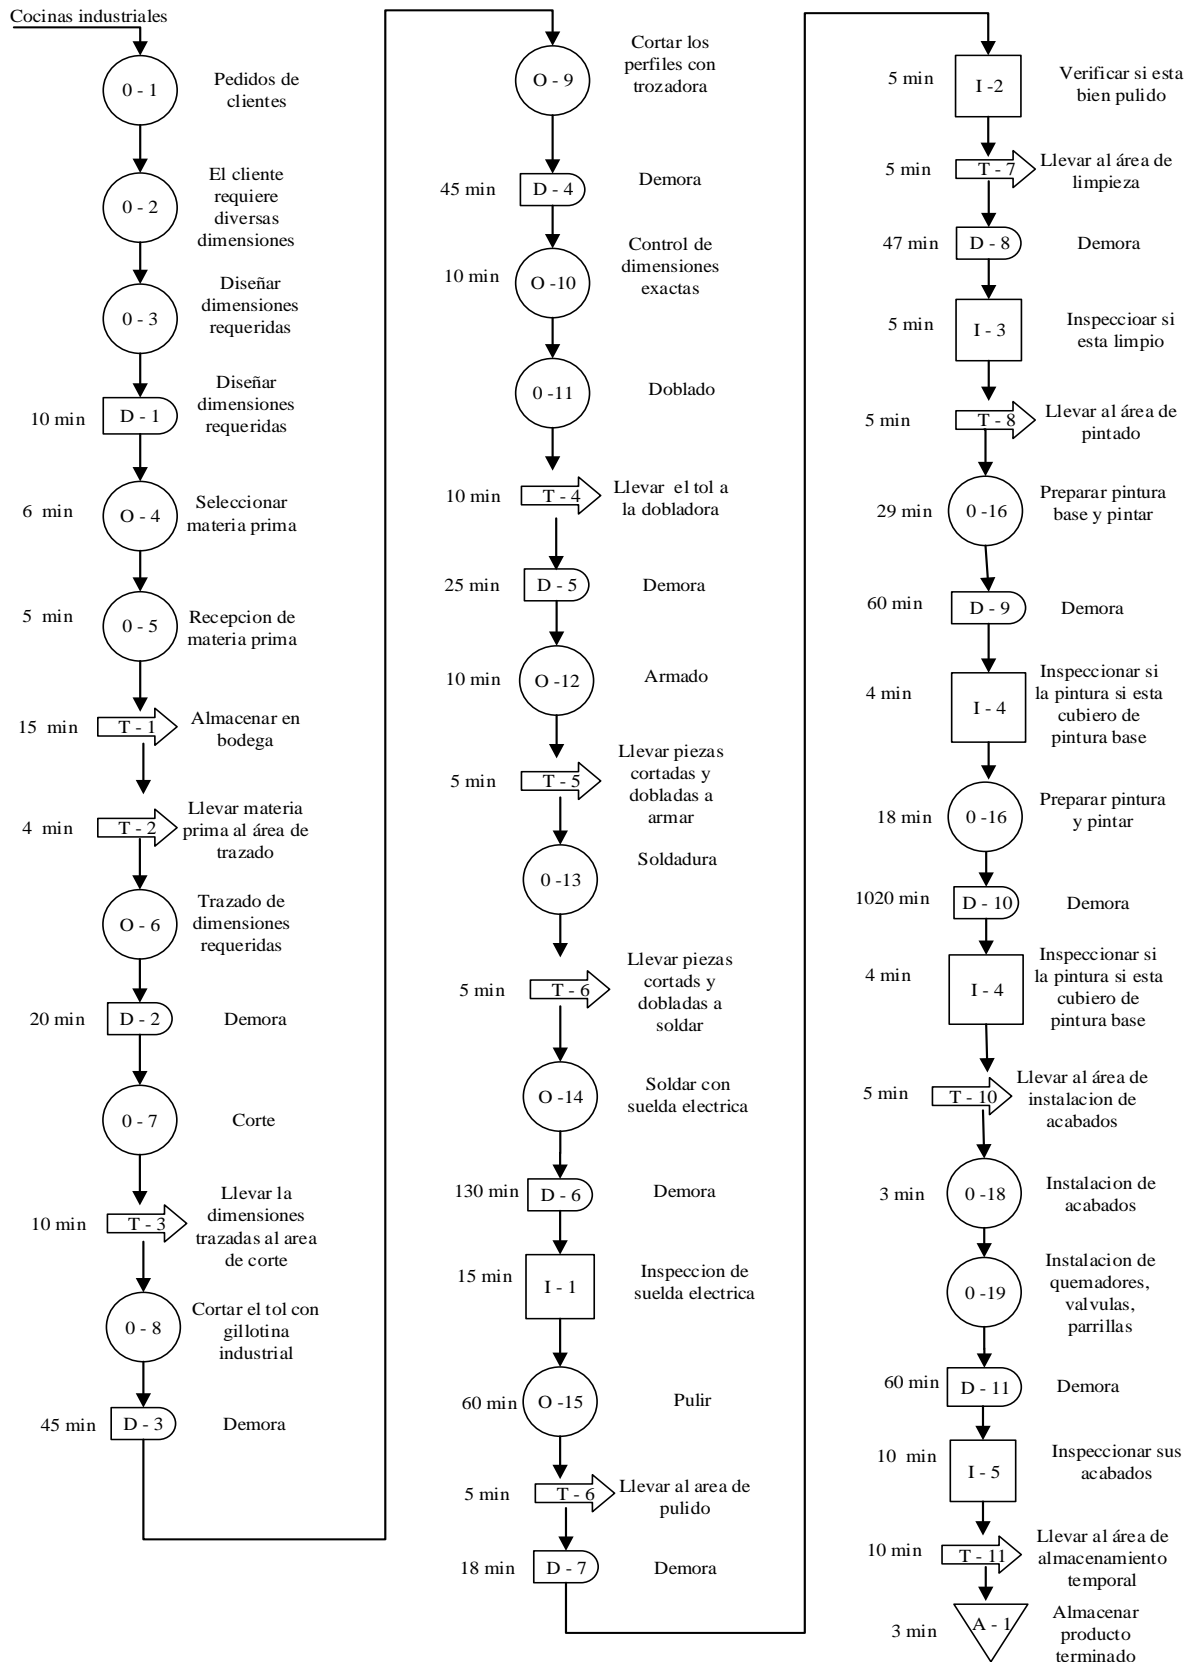 Cocinas industriales
0 - 1
Pedidos de
clientes
0 - 2
El cliente
requiere
diversas
dimensiones
0 - 3
Diseñar
dimensiones
requeridas
10 min
D - 1
Diseñar
dimensiones
requeridas
6 min
O - 4
Seleccionar
materia prima
5 min
0 - 5
Recepcion de
materia prima
15 min
T - 1
Almacenar en
bodega
4 min
T - 2
Llevar materia
prima al área de
trazado
O - 6
Trazado de
dimensiones
requeridas
20 min
D - 2
Demora
0 - 7
Corte
10 min
T - 3
Llevar la
dimensiones
trazadas al area
de corte
0 - 8
Cortar el tol con
gillotina
industrial
45 min
D - 3
Demora
O - 9
Cortar los
perfiles con
trozadora
45 min
D - 4
Demora
10 min
O -10
Control de
dimensiones
exactas
0 -11
Doblado
10 min
T - 4
Llevar el tol a
la dobladora
25 min
D - 5
Demora
10 min
O -12
Armado
5 min
T - 5
Llevar piezas
cortadas y
dobladas a
armar
0 -13
Soldadura
5 min
T - 6
Llevar piezas
cortads y
dobladas a
soldar
O -14
Soldar con
suelda electrica
130 min
D - 6
Demora
15 min
I - 1
Inspeccion de
suelda electrica
60 min
O -15
Pulir
5 min
T - 6
Llevar al area de
pulido
18 min
D - 7
Demora
5 min
I -2
Verificar si esta
bien pulido
5 min
T - 7
Llevar al área de
limpieza
47 min
D - 8
Demora
5 min
I - 3
Inspeccioar si
esta limpio
5 min
T - 8
Llevar al área de
pintado
29 min
0 -16
Preparar pintura
base y pintar
60 min
D - 9
Demora
4 min
I - 4
Inspeccionar si
la pintura si esta
cubiero de
pintura base
18 min
0 -16
Preparar pintura
y pintar
1020 min
D - 10
Demora
4 min
I - 4
Inspeccionar si
la pintura si esta
cubiero de
pintura base
5 min
T - 10
Llevar al área de
instalacion de
acabados
3 min
0 -18
Instalacion de
acabados
0 -19
Instalacion de
quemadores,
valvulas,
parrillas
60 min
D - 11
Demora
10 min
I - 5
Inspeccionar sus
acabados
10 min
T - 11
Llevar al área de
almacenamiento
temporal
3 min
A - 1
Almacenar
producto
terminado